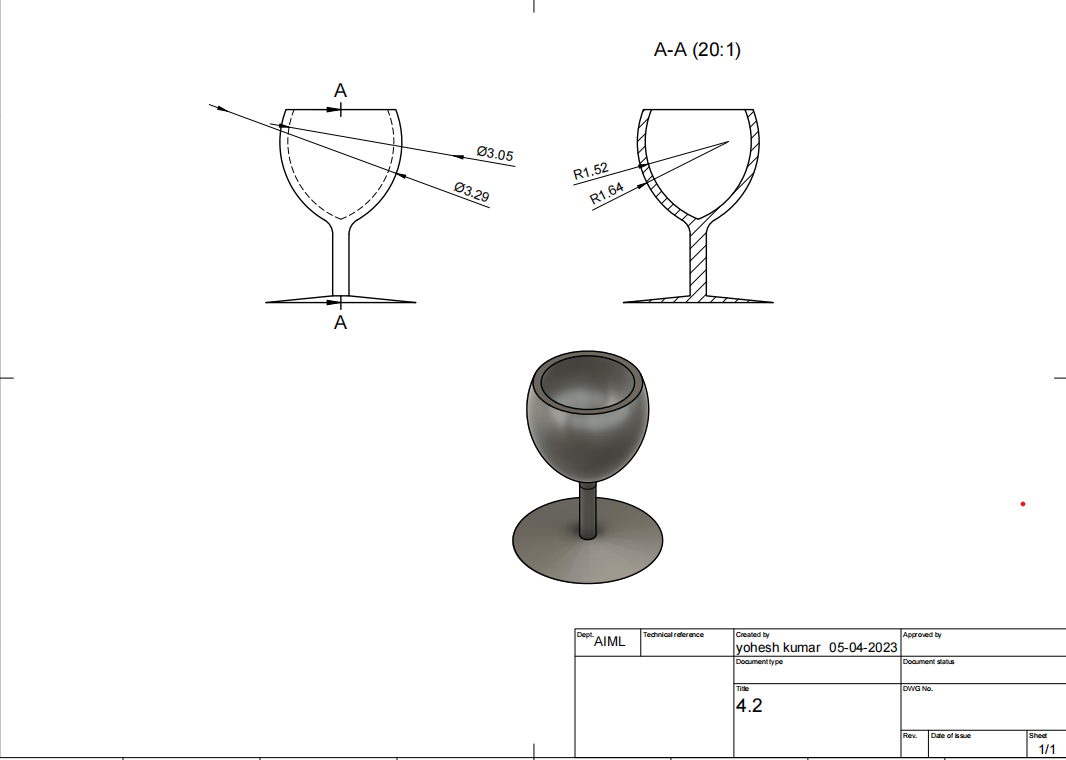 A-A (20:1)
A
Ø3.05
Ø3.29
R1.52
R1.64
A
Dept.
AIML
Technical reference
Created by
yohesh kumar 05-04-2023
Approved by
Document type
Document status
Title
4.2
DWG No.
Rev.
Date of issue
Sheet
1/1